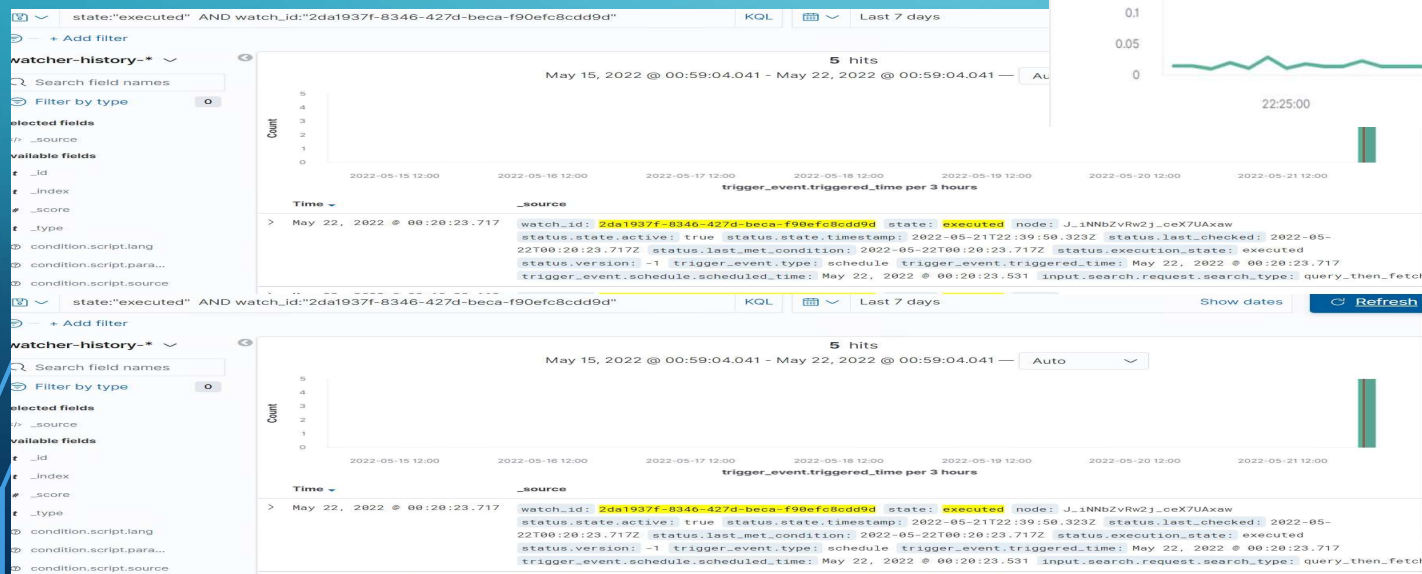 state:"executed" AND watch_id:"2da1937f-8346-427d-beca-f90efc8cdd9d" KQL Last 7 days
+ Add filter
watcher-history-*
Search field names
Filter by type 0
elected fields
_source
vailable fields
t _id
t _index
# _score
t _type
condition.script.lang
condition.script.para...
condition.script.source
5 hits
May 15, 2022 @ 00:59:04.041 - May 22, 2022 @ 00:59:04.041 — Au
Count
5
4
3
2
1
0
2022-05-15 12:00 2022-05-16 12:00 2022-05-17 12:00 2022-05-18 12:00 2022-05-19 12:00 2022-05-20 12:00 2022-05-21 12:00
trigger_event.triggered_time per 3 hours
Time _source
> May 22, 2022 @ 00:20:23.717 watch_id: 2da1937f-8346-427d-beca-f90efc8cdd9d state: executed node: J_iNNbZvRw2j_ceX7UAxaw
status.state.active: true status.state.timestamp: 2022-05-21T22:39:50.323Z status.last_checked: 2022-05-
22T00:20:23.717Z status.last_met_condition: 2022-05-22T00:20:23.717Z status.execution_state: executed
status.version: -1 trigger_event.type: schedule trigger_event.triggered_time: May 22, 2022 @ 00:20:23.717
trigger_event.schedule.scheduled_time: May 22, 2022 @ 00:20:23.531 input.search.request.search_type: query_then_fetch
0.1
0.05
0
22:25:00
state:"executed" AND watch_id:"2da1937f-8346-427d-beca-f90efc8cdd9d" KQL Last 7 days Show dates Refresh
+ Add filter
watcher-history-*
Search field names
Filter by type 0
elected fields
_source
vailable fields
t _id
t _index
# _score
t _type
condition.script.lang
condition.script.para...
condition.script.source
5 hits
May 15, 2022 @ 00:59:04.041 - May 22, 2022 @ 00:59:04.041 — Auto
Count
5
4
3
2
1
0
2022-05-15 12:00 2022-05-16 12:00 2022-05-17 12:00 2022-05-18 12:00 2022-05-19 12:00 2022-05-20 12:00 2022-05-21 12:00
trigger_event.triggered_time per 3 hours
Time _source
> May 22, 2022 @ 00:20:23.717 watch_id: 2da1937f-8346-427d-beca-f90efc8cdd9d state: executed node: J_iNNbZvRw2j_ceX7UAxaw
status.state.active: true status.state.timestamp: 2022-05-21T22:39:50.323Z status.last_checked: 2022-05-
22T00:20:23.717Z status.last_met_condition: 2022-05-22T00:20:23.717Z status.execution_state: executed
status.version: -1 trigger_event.type: schedule trigger_event.triggered_time: May 22, 2022 @ 00:20:23.717
trigger_event.schedule.scheduled_time: May 22, 2022 @ 00:20:23.531 input.search.request.search_type: query_then_fetch